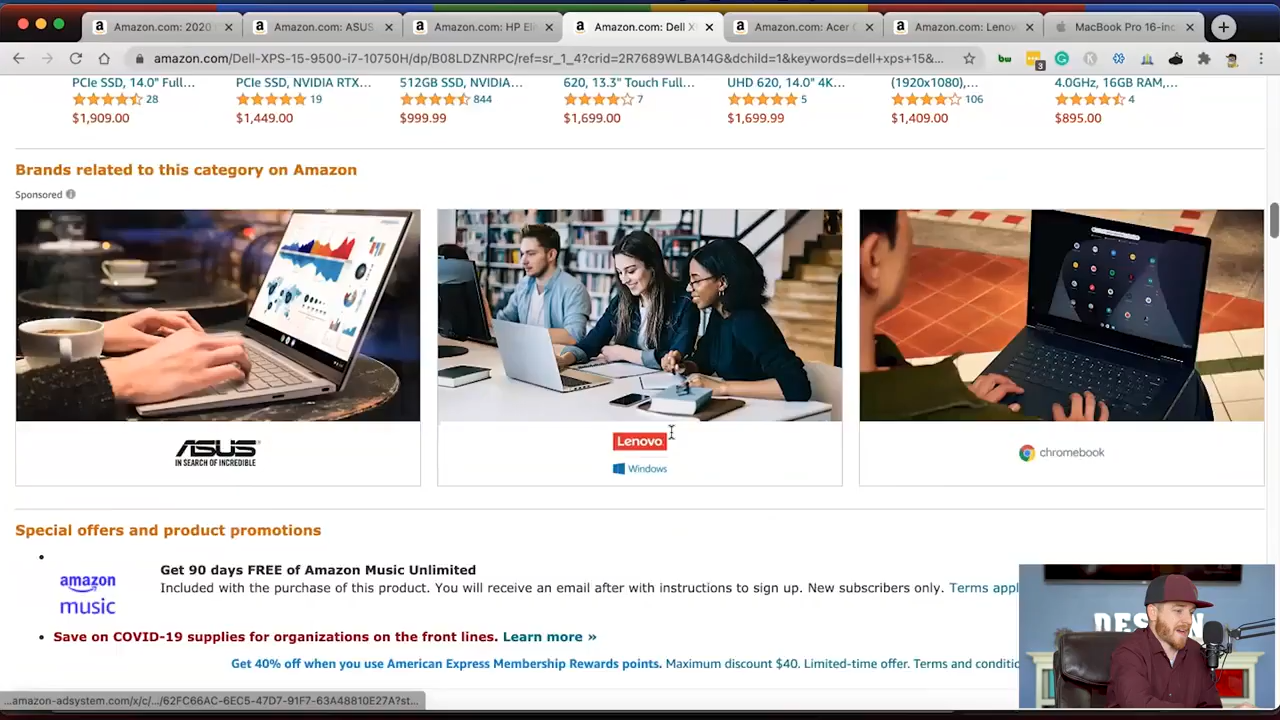 Amazon.com: 2020
Amazon.com: ASUS
Amazon.com: HP Eli
Amazon.com: Dell X
Amazon.com: Acer C
Amazon.com: Lenov
MacBook Pro 16-inc
amazon.com/Dell-XPS-15-9500-i7-10750H/dp/B08LDZNRPC/ref=sr_1_4?crid=2R7689WLBA14G&dchild=1&keywords=dell+xps+15&...
bw
3
PCIe SSD, 14.0" Full...
PCIe SSD, NVIDIA RTX...
512GB SSD, NVIDIA...
620, 13.3" Touch Full...
UHD 620, 14.0" 4K...
(1920x1080),...
4.0GHz, 16GB RAM,...
28
19
844
7
5
106
4
$1,909.00
$1,449.00
$999.99
$1,699.00
$1,699.99
$1,409.00
$895.00
Brands related to this category on Amazon
Sponsored
ASUS
IN SEARCH OF INCREDIBLE
Lenovo
Windows
chromebook
Special offers and product promotions
amazon
music
Get 90 days FREE of Amazon Music Unlimited
Included with the purchase of this product. You will receive an email after with instructions to sign up. New subscribers only. Terms appl
Save on COVID-19 supplies for organizations on the front lines. Learn more »
Get 40% off when you use American Express Membership Rewards points. Maximum discount $40. Limited-time offer. Terms and conditio
...amazon-adsystem.com/x/c/.../62FC66AC-6EC5-47D7-91F7-63A48810E27A?st...